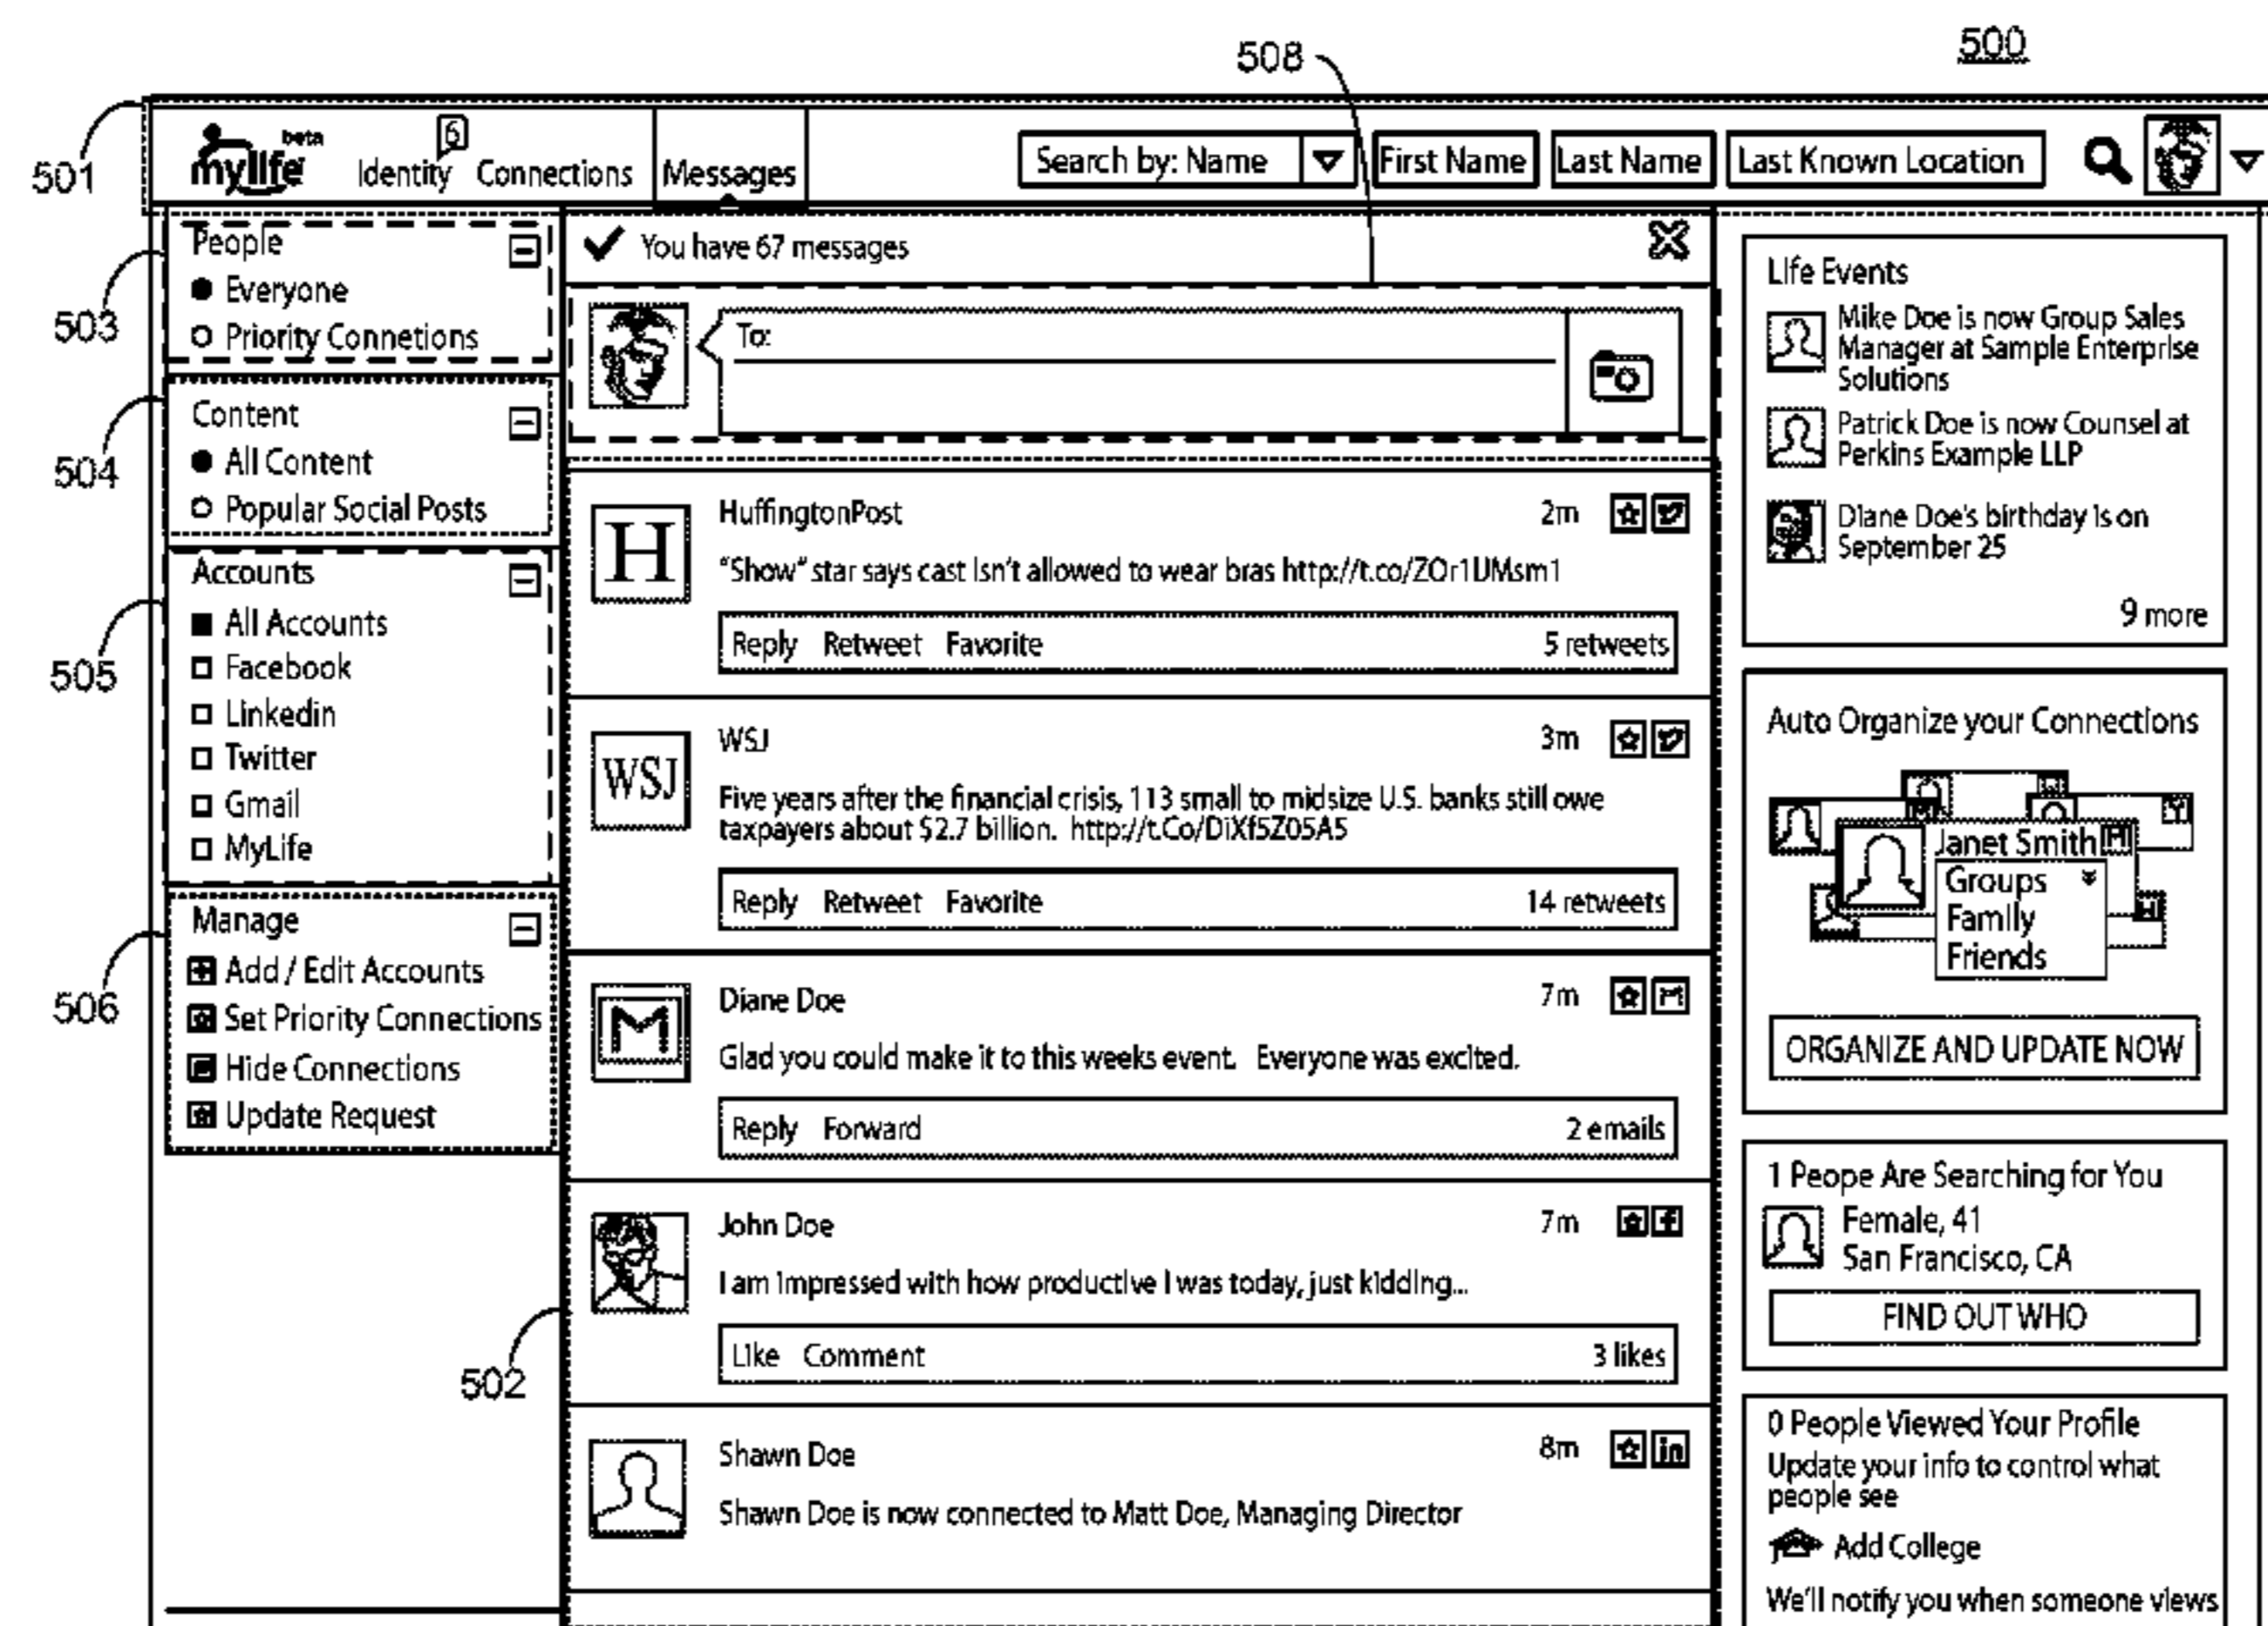 500
508
501
mylife beta
Identity 6 Connections Messages
Search by: Name First Name Last Name Last Known Location
503
People
Everyone
Priority Connetions
504
Content
All Content
Popular Social Posts
505
Accounts
All Accounts
Facebook
Linkedin
Twitter
Gmail
MyLife
506
Manage
Add / Edit Accounts
Set Priority Connections
Hide Connections
Update Request
502
You have 67 messages
To:
H
HuffingtonPost 2m
"Show" star says cast isn't allowed to wear bras http://t.co/ZOr1UMsm1
Reply Retweet Favorite 5 retweets
WSJ
WSJ 3m
Five years after the financial crisis, 113 small to midsize U.S. banks still owe
taxpayers about $2.7 billion. http://t.Co/DiXf5Z05A5
Reply Retweet Favorite 14 retweets
M
Diane Doe 7m
Glad you could make it to this weeks event. Everyone was excited.
Reply Forward 2 emails
John Doe 7m f
I am impressed with how productive I was today, just kidding...
Like Comment 3 likes
Shawn Doe 8m in
Shawn Doe is now connected to Matt Doe, Managing Director
Life Events
Mike Doe is now Group Sales
Manager at Sample Enterprise
Solutions
Patrick Doe is now Counsel at
Perkins Example LLP
Diane Doe's birthday is on
September 25
9 more
Auto Organize your Connections
Janet Smith
Groups
Family
Friends
ORGANIZE AND UPDATE NOW
1 Peope Are Searching for You
Female, 41
San Francisco, CA
FIND OUT WHO
0 People Viewed Your Profile
Update your info to control what
people see
Add College
We'll notify you when someone views